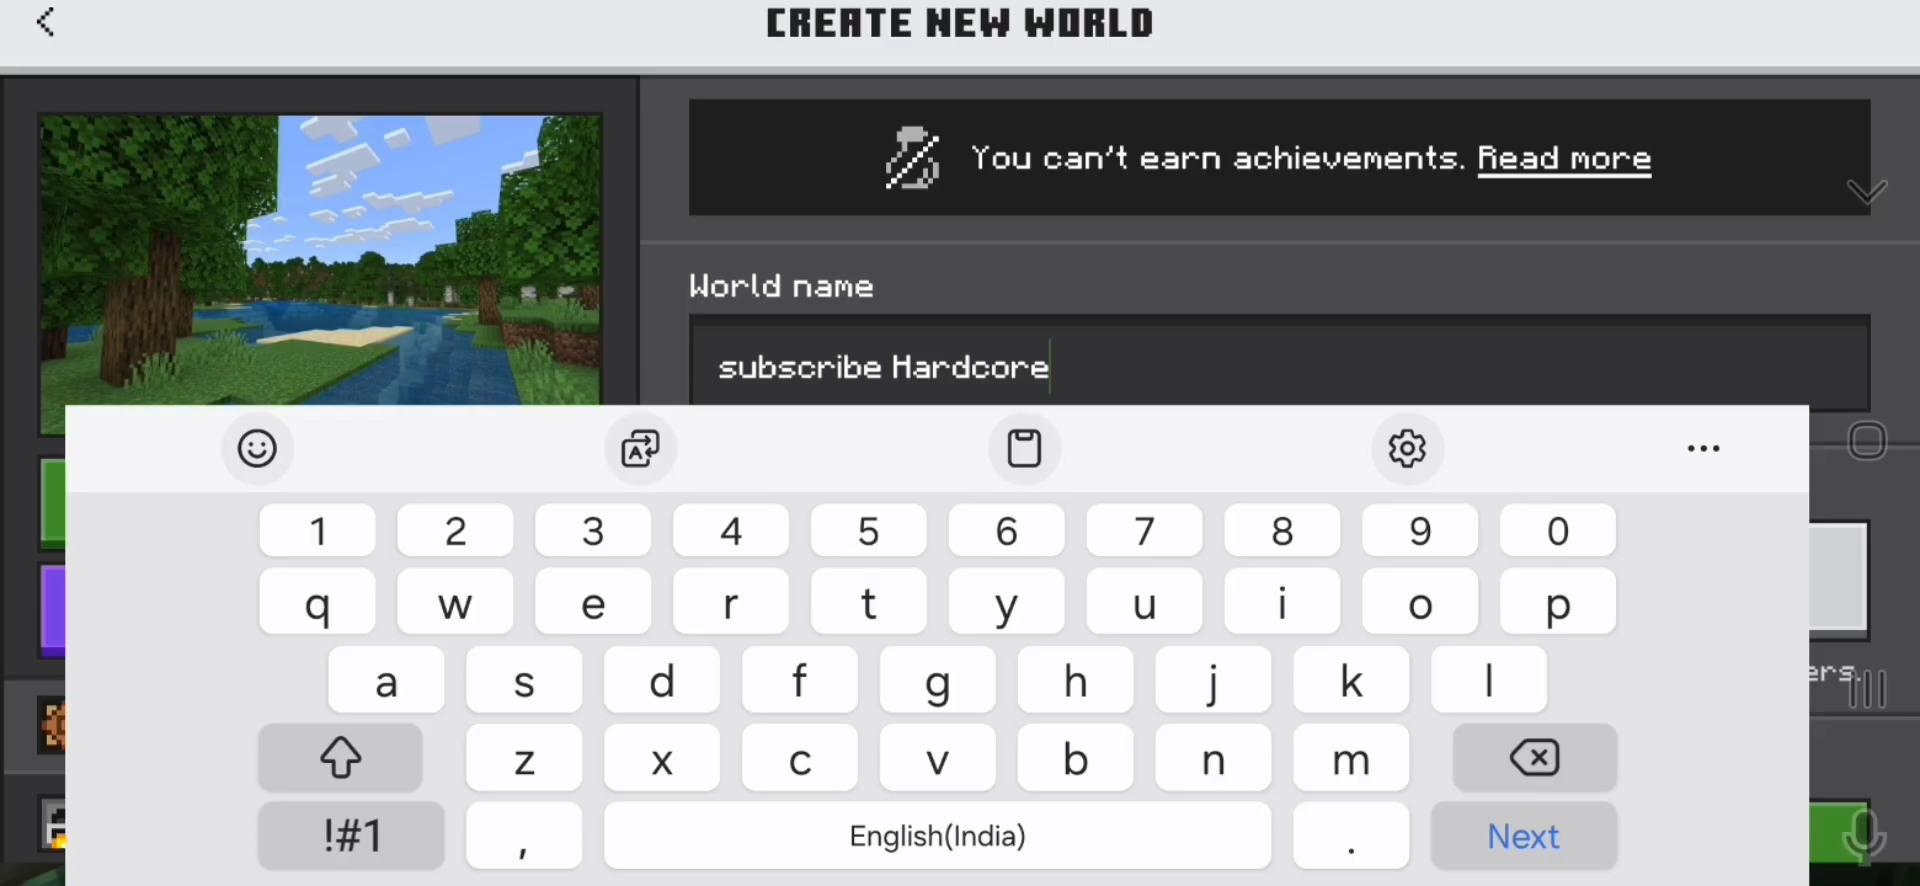 CREATE NEW WORLD
You can't earn achievements. Read more
World name
subscribe Hardcore
1 2 3 4 5 6 7 8 9 0
q w e r t y u i o p
a s d f g h j k l
ers.
z x c v b n m
!#1 , English(India) . Next